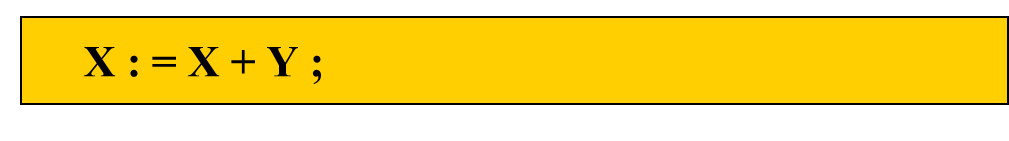 X : = X + Y ;